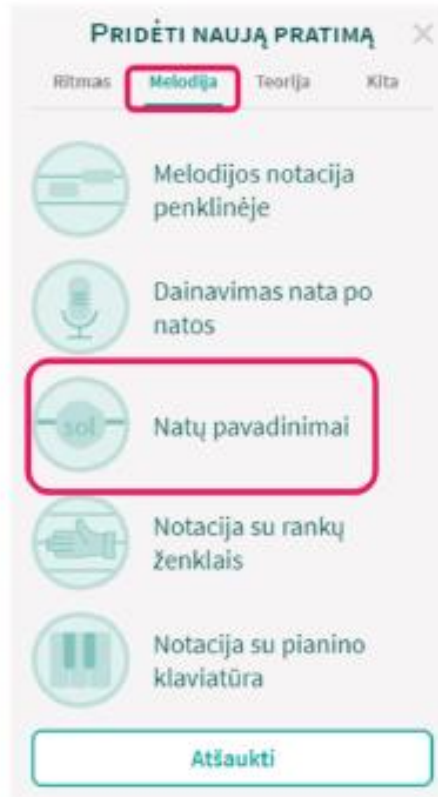 PRIDĖTI NAUJĄ PRATIMĄ
Ritmas Melodija Teorija Kita
Melodijos notacija
penklinėje
Dainavimas nata po
natos
sol
Natų pavadinimai
Notacija su rankų
ženklais
Notacija su pianino
klaviatūra
Atšaukti